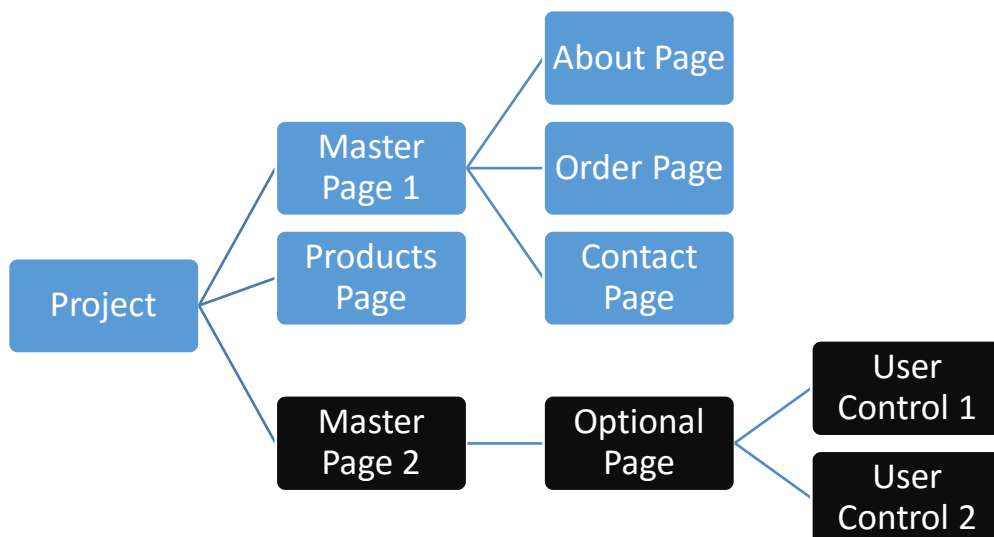 About Page
Master
Page 1
Order Page
Products
Page
Contact
Page
Project
Master
Page 2
Optional
Page
User
Control 1
User
Control 2